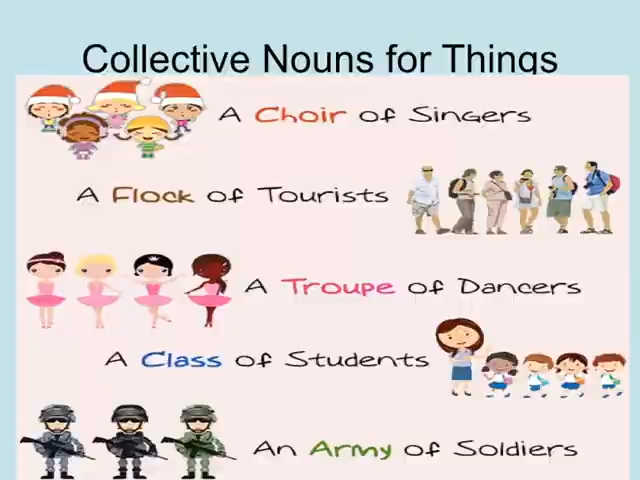 Collective Nouns for Things
A Choir of Singers
A Flock of Tourists
A Troupe of Dancers
A Class of Students
An Army of Soldiers